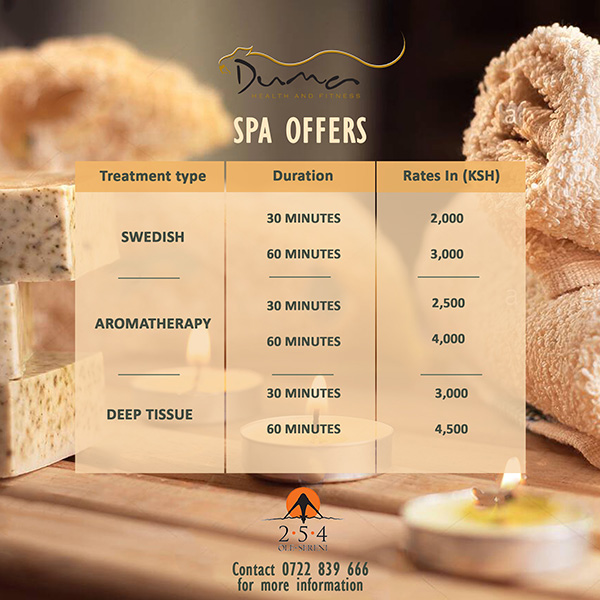 Duma
HEALTH AND FITNESS
SPA OFFERS
Treatment type Duration Rates In (KSH)
SWEDISH
30 MINUTES 2,000
60 MINUTES 3,000
AROMATHERAPY
30 MINUTES 2,500
60 MINUTES 4,000
DEEP TISSUE
30 MINUTES 3,000
60 MINUTES 4,500
2·5·4
Contact 0722 839 666
for more information